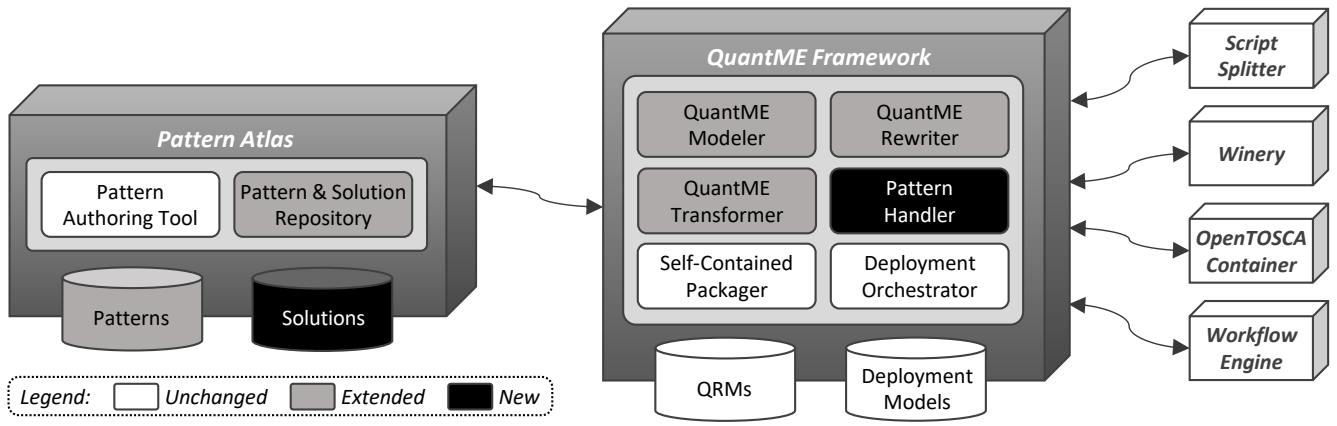 Pattern Atlas
Pattern
Authoring Tool
Pattern & Solution
Repository
Patterns
Solutions
Legend:
Unchanged
Extended
New
QuantME Framework
QuantME
Modeler
QuantME
Rewriter
QuantME
Transformer
Pattern
Handler
Self-Contained
Packager
Deployment
Orchestrator
QRMs
Deployment
Models
Script
Splitter
Winery
OpenTOSCA
Container
Workflow
Engine